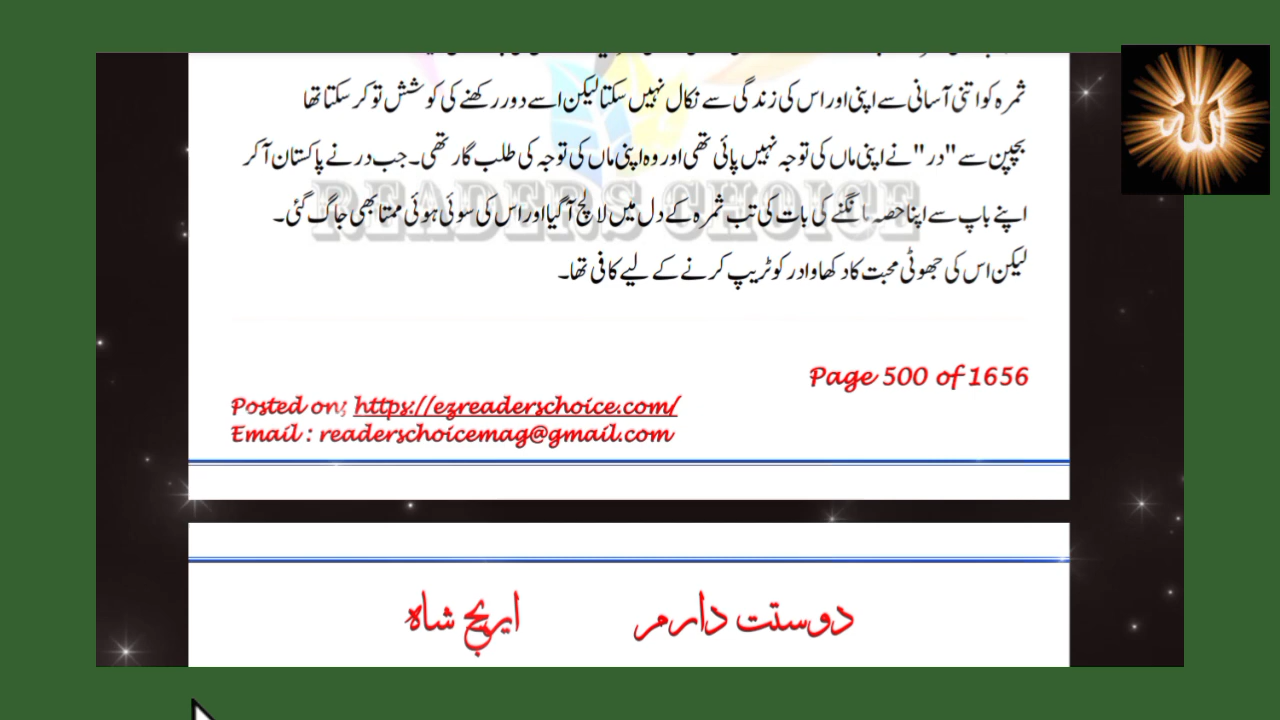 ثمرہ کو اتنی آسانی سے اپنی اور اس کی زندگی سے نکال نہیں سکتا لیکن اسے دور رکھنے کی کوشش تو کر سکتا تھا
بچپن سے "در" نے اپنی ماں کی توجہ نہیں پائی تھی اور وہ اپنی ماں کی توجہ کی طلب گار تھی۔ جب در نے پاکستان آکر
اپنے باپ سے اپنا حصہ مانگنے کی بات کی تب ثمرہ کے دل میں لالچ آگیا اور اس کی سوئی ہوئی ممتا بھی جاگ گئی۔
لیکن اس کی جھوٹی محبت کا دکھاوا در کو ٹریپ کرنے کے لیے کافی تھا۔
READERS CHOICE
Page 500 of 1656
Posted on; https://ezreaderschoice.com/
Email : readerschoicemag@gmail.com
دوستت دارم ایریج شاہ
الله